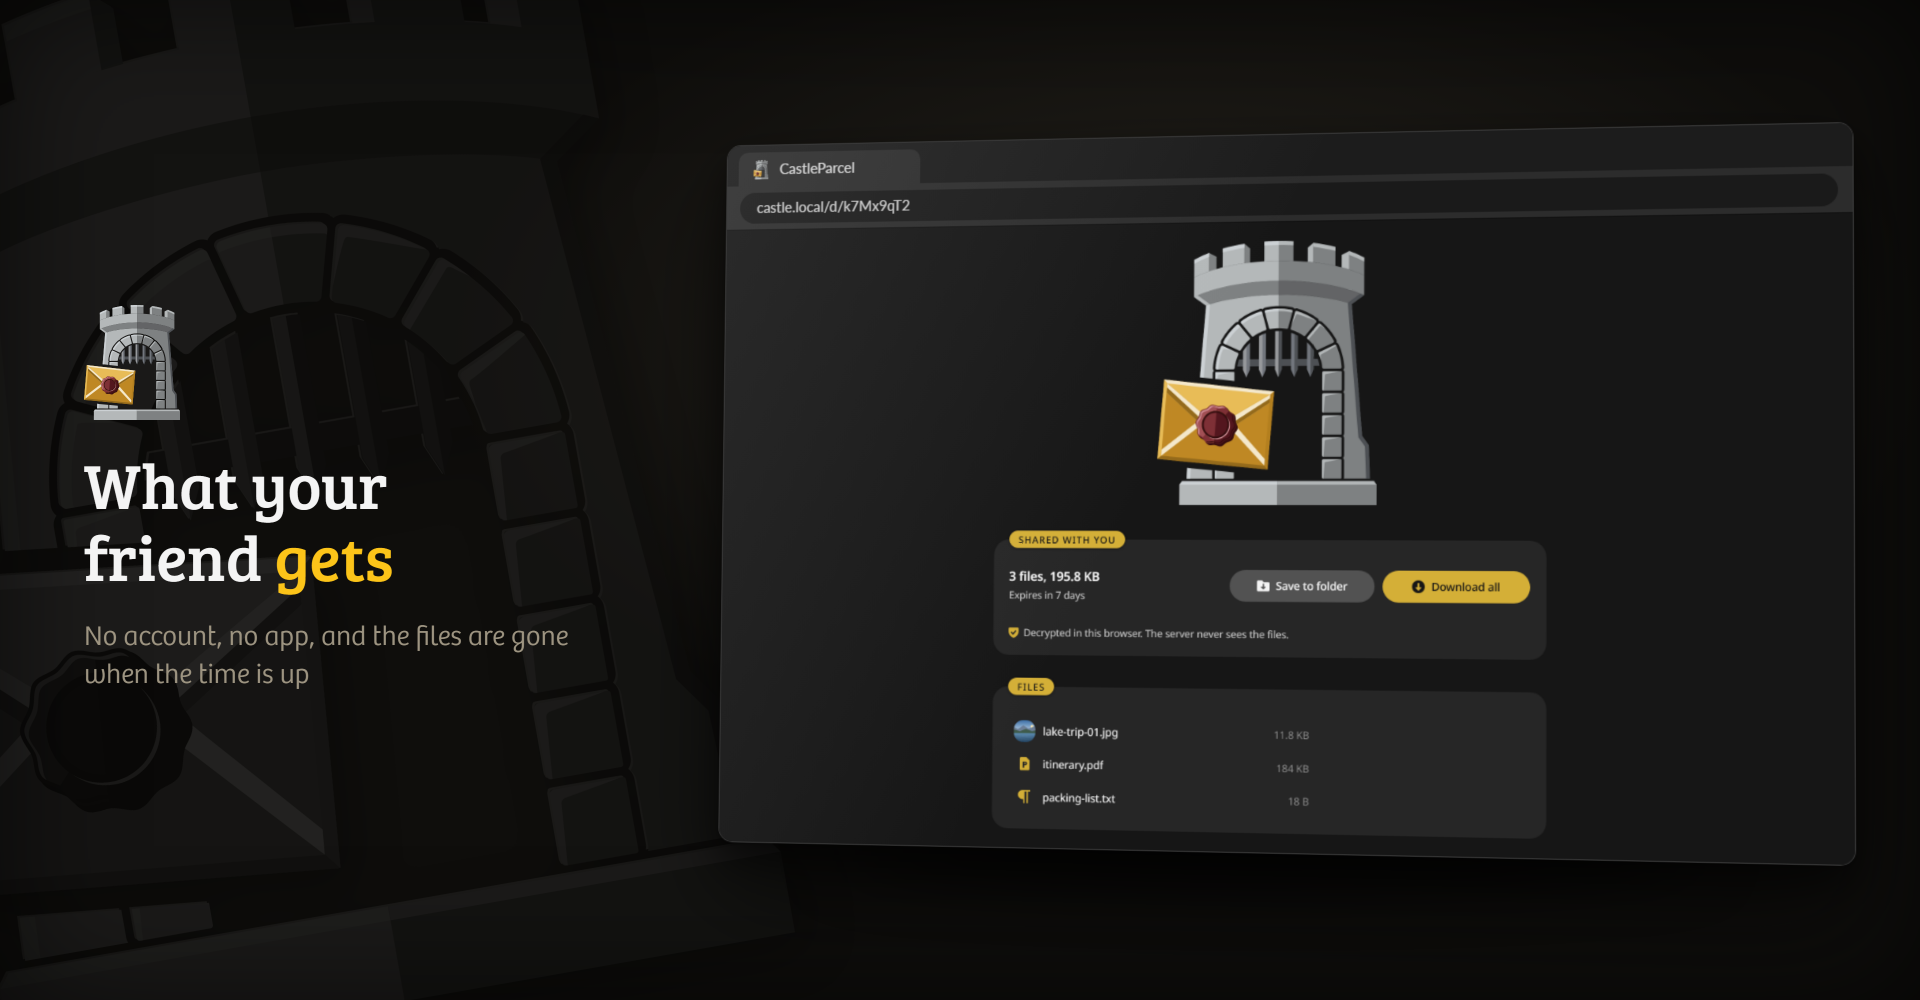 What your
friend gets
No account, no app, and the files are gone
when the time is up
CastleParcel
castle.local/d/k7Mx9qT2
SHARED WITH YOU
3 files, 195.8 KB
Expires in 7 days
Save to folder
Download all
Decrypted in this browser. The server never sees the files.
FILES
lake-trip-01.jpg 11.8 KB
itinerary.pdf 184 KB
packing-list.txt 18 B